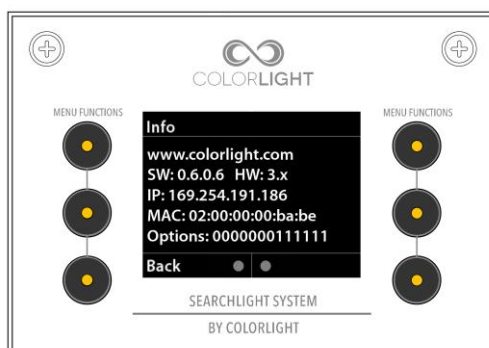 COLORLIGHT
MENU FUNCTIONS
MENU FUNCTIONS
Info
www.colorlight.com
SW: 0.6.0.6 HW: 3.x
IP: 169.254.191.186
MAC: 02:00:00:00:ba:be
Options: 0000000111111
Back
SEARCHLIGHT SYSTEM
BY COLORLIGHT